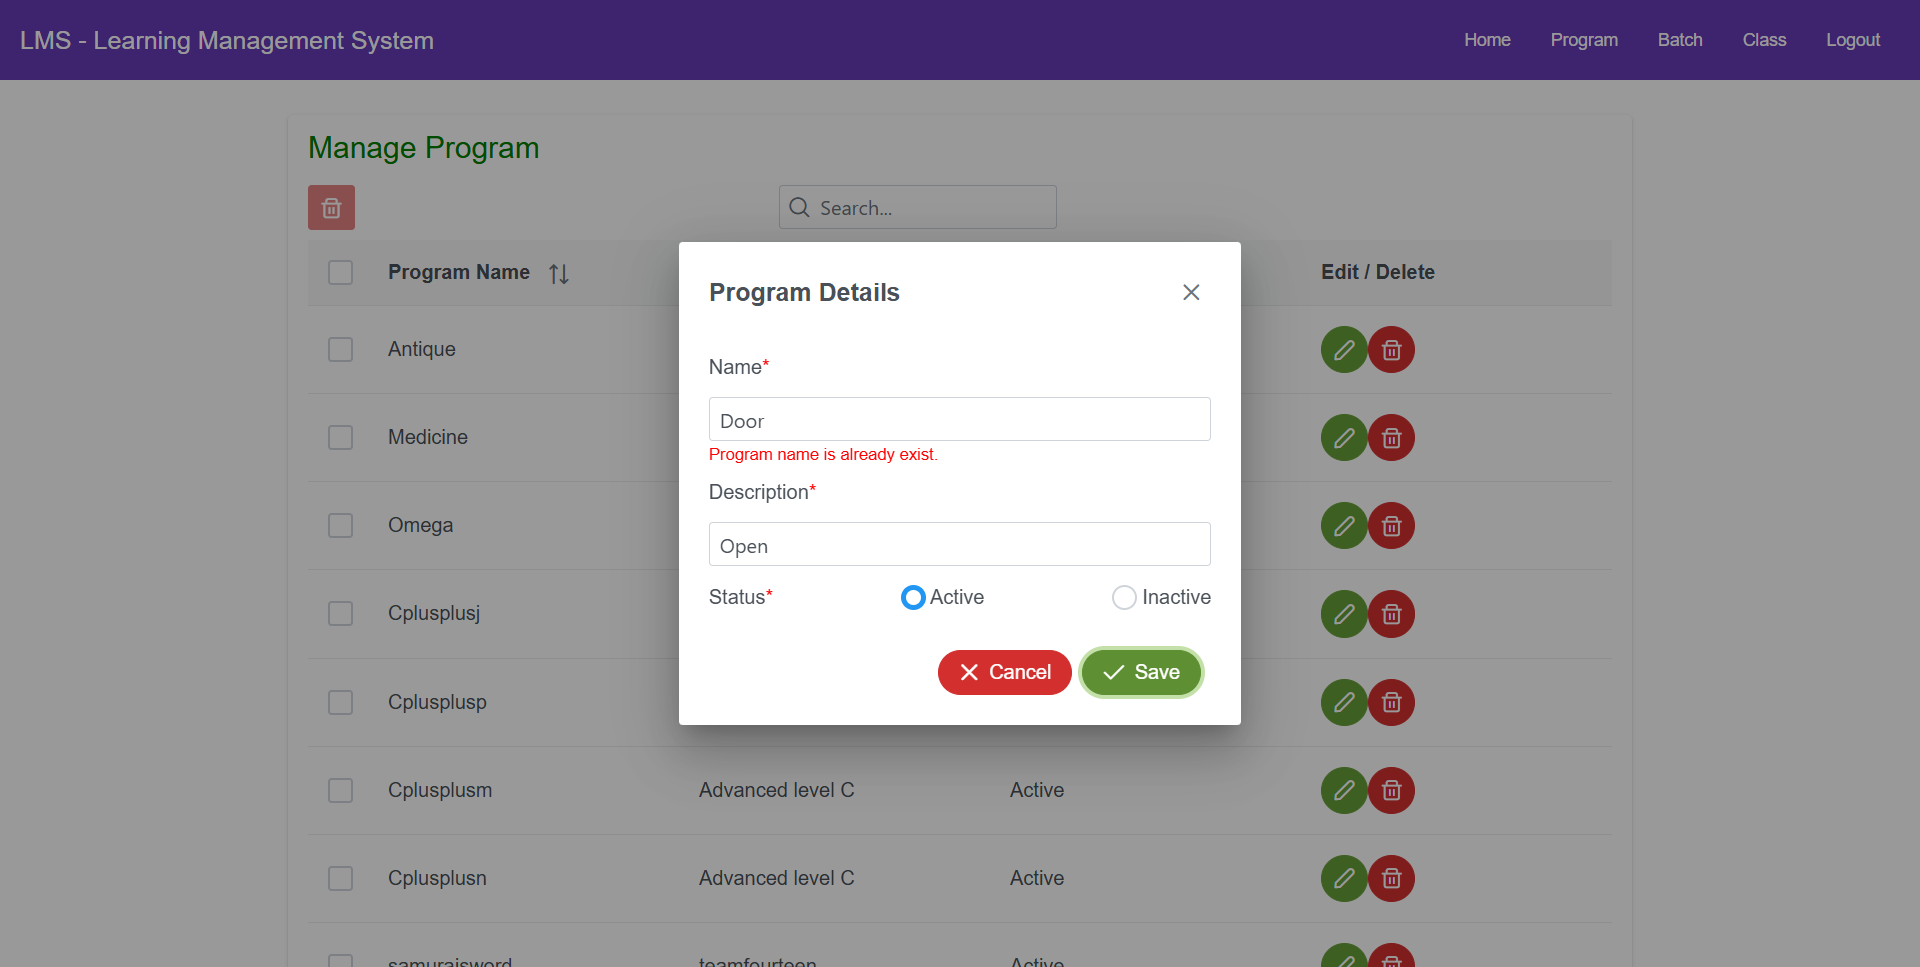 LMS - Learning Management System
Home Program Batch Class Logout
Manage Program
Search...
Program Name Edit / Delete
Program Details
Name*
Door
Program name is already exist.
Description*
Open
Status* Active Inactive
Cancel Save
Antique
Medicine
Omega
Cplusplusj
Cplusplusp
Cplusplusm Advanced level C Active
Cplusplusn Advanced level C Active
samuraisword teamfourteen Active